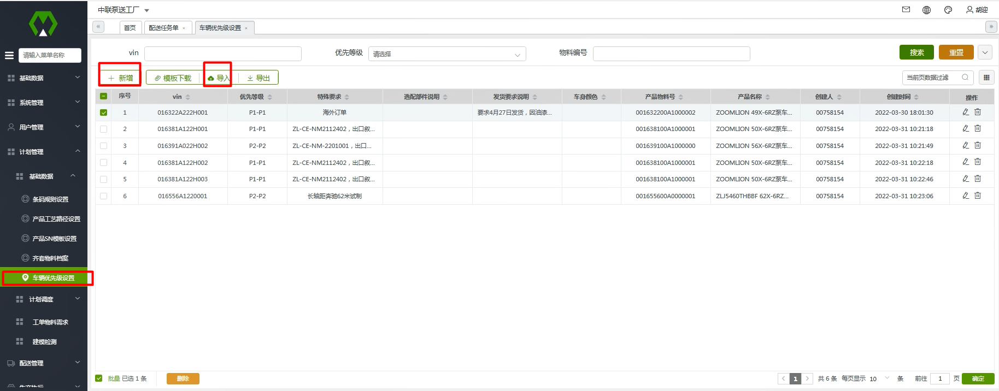 中联泵送工厂
胡迎
首页 配送任务单 × 车辆优先级设置 ×
请输入菜单名称
基础数据
系统管理
用户管理
计划管理
基础数据
条码规则设置
产品工艺路径设置
产品SN模板设置
齐套物料档案
车辆优先级设置
计划调度
工单物料需求
建模检测
配送管理
生产执行
vin 优先等级 请选择 物料编号 搜索 重置
新增 模板下载 导入 导出 当前页数据过滤
序号 vin 优先等级 特殊要求 选配部件说明 发货要求说明 车身颜色 产品物料号 产品名称 创建人 创建时间 操作
1 016322A222H001 P1-P1 海外订单 要求4月27日发货，因油漆... 001632200A1000002 ZOOMLION 49X-6RZ泵车... 00758154 2022-03-30 18:01:30
2 016381A122H001 P1-P1 ZL-CE-NM2112402，出口叙... 001638100A1000001 ZOOMLION 50X-6RZ泵车... 00758154 2022-03-31 10:21:18
3 016391A022H002 P2-P2 ZL-CE-NM-2201001，出口... 001639100A1000000 ZOOMLION 56X-6RZ泵车... 00758154 2022-03-31 10:21:49
4 016381A122H002 P1-P1 ZL-CE-NM2112402，出口叙... 001638100A1000001 ZOOMLION 50X-6RZ泵车... 00758154 2022-03-31 10:22:18
5 016381A122H003 P1-P1 ZL-CE-NM2112402，出口叙... 001638100A1000001 ZOOMLION 50X-6RZ泵车... 00758154 2022-03-31 10:22:46
6 016556A1220001 P2-P2 长轴距奔驰62米试制 001655600A0000001 ZLJ5460THBBF 62X-6RZ... 00758154 2022-03-31 10:23:06
批量 已选 1 条 删除 1 共 6 条 每页显示 10 条 前往 1 页 确定